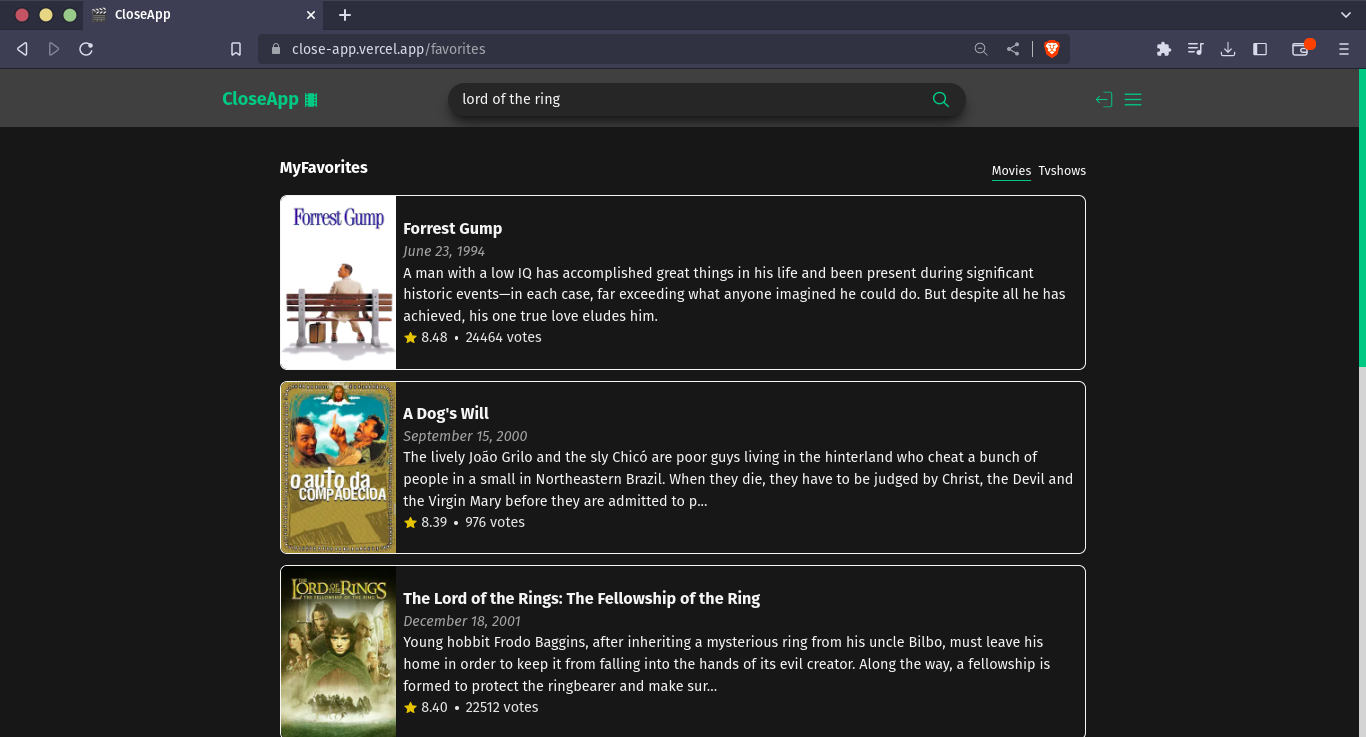 CloseApp
close-app.vercel.app/favorites
CloseApp
lord of the ring
MyFavorites
Movies Tvshows
Forrest Gump
Forrest Gump
June 23, 1994
A man with a low IQ has accomplished great things in his life and been present during significant
historic events—in each case, far exceeding what anyone imagined he could do. But despite all he has
achieved, his one true love eludes him.
8.48 • 24464 votes
o auto da
COMPADECIDA
A Dog's Will
September 15, 2000
The lively João Grilo and the sly Chicó are poor guys living in the hinterland who cheat a bunch of
people in a small in Northeastern Brazil. When they die, they have to be judged by Christ, the Devil and
the Virgin Mary before they are admitted to p...
8.39 • 976 votes
THE
LORD OF THE RINGS
THE FELLOWSHIP OF THE RING
The Lord of the Rings: The Fellowship of the Ring
December 18, 2001
Young hobbit Frodo Baggins, after inheriting a mysterious ring from his uncle Bilbo, must leave his
home in order to keep it from falling into the hands of its evil creator. Along the way, a fellowship is
formed to protect the ringbearer and make sur...
8.40 • 22512 votes